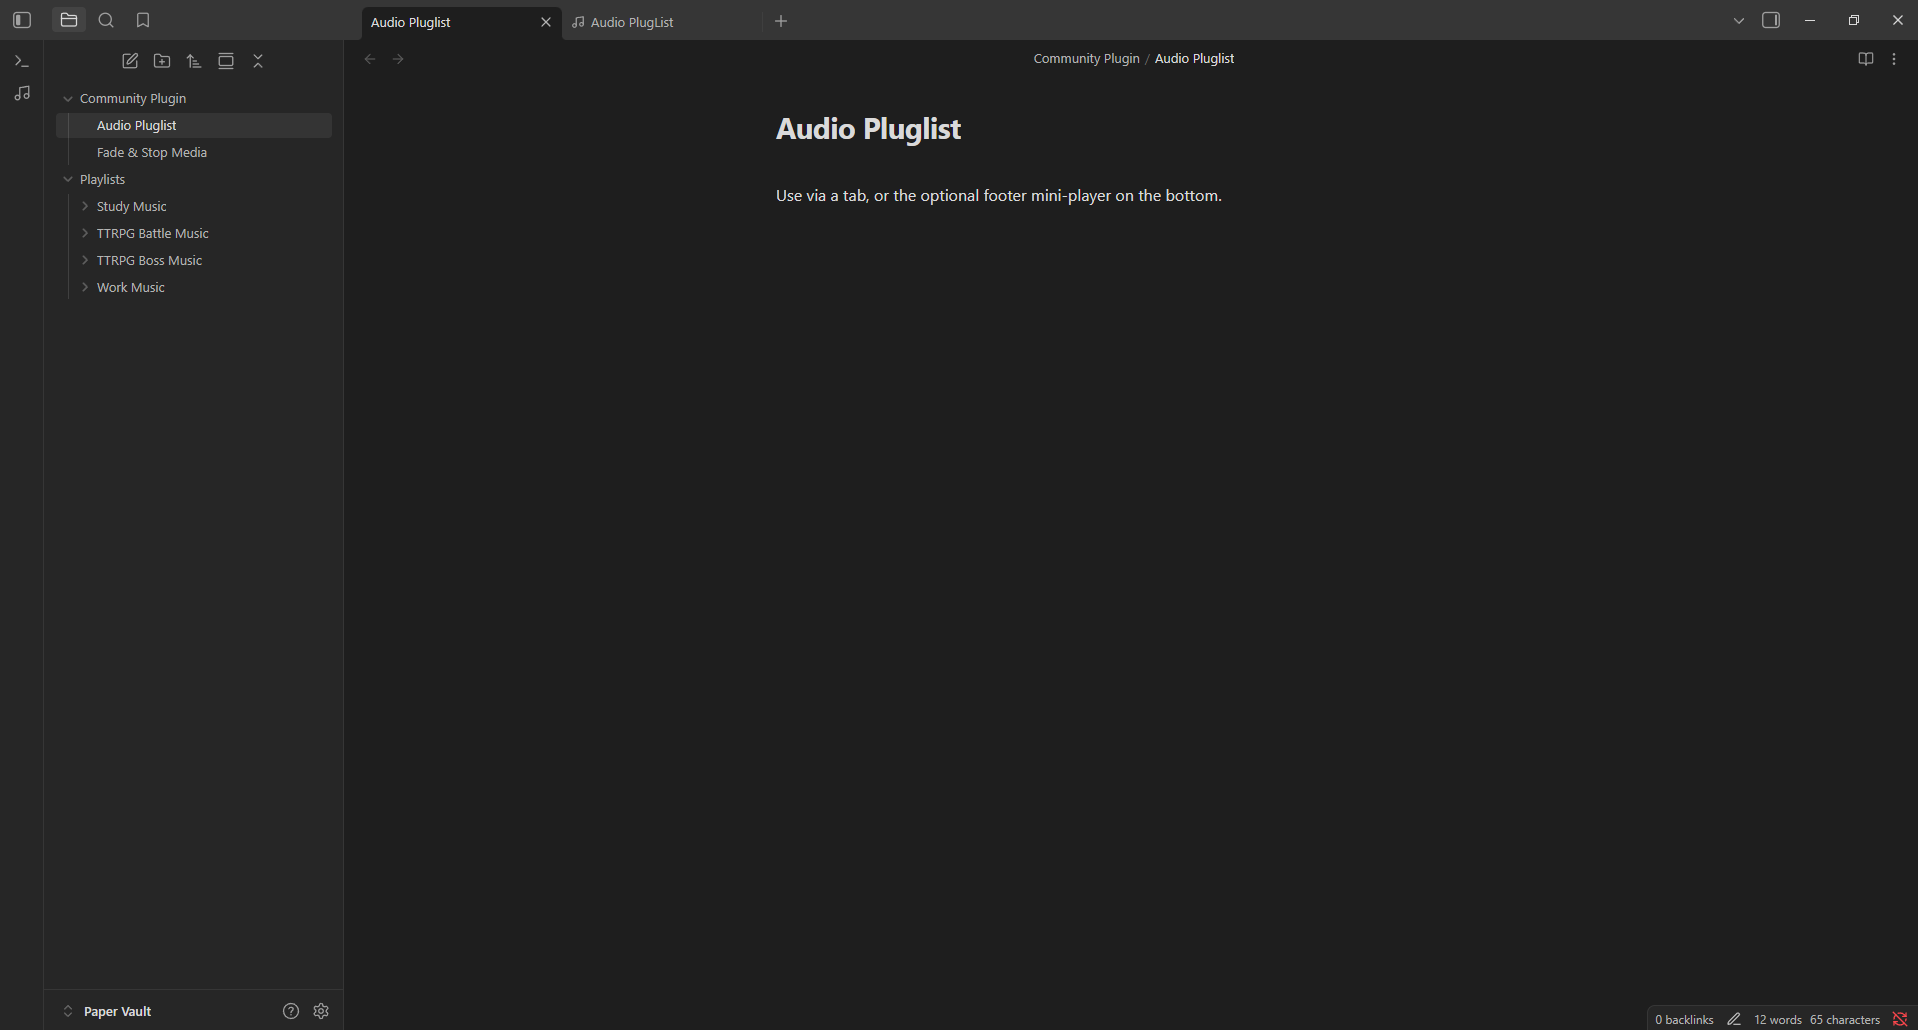 Audio Pluglist
Audio PlugList
Community Plugin / Audio Pluglist
Community Plugin
Audio Pluglist
Fade & Stop Media
Playlists
Study Music
TTRPG Battle Music
TTRPG Boss Music
Work Music
Audio Pluglist
Use via a tab, or the optional footer mini-player on the bottom.
Paper Vault
0 backlinks 12 words 65 characters